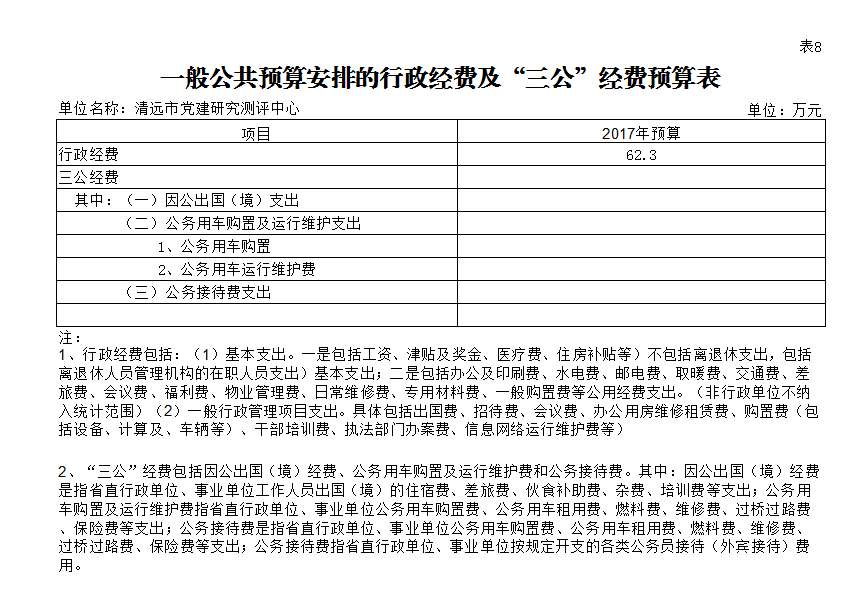 表8
一般公共预算安排的行政经费及“三公”经费预算表
单位名称：清远市党建研究测评中心 单位：万元
项目 2017年预算
行政经费 62.3
三公经费
其中：（一）因公出国（境）支出
（二）公务用车购置及运行维护支出
1、公务用车购置
2、公务用车运行维护费
（三）公务接待费支出
注：
1、行政经费包括：（1）基本支出。一是包括工资、津贴及奖金、医疗费、住房补贴等）不包括离退休支出，包括
离退休人员管理机构的在职人员支出）基本支出；二是包括办公及印刷费、水电费、邮电费、取暖费、交通费、差
旅费、会议费、福利费、物业管理费、日常维修费、专用材料费、一般购置费等公用经费支出。（非行政单位不纳
入统计范围）（2）一般行政管理项目支出。具体包括出国费、招待费、会议费、办公用房维修租赁费、购置费（包
括设备、计算及、车辆等）、干部培训费、执法部门办案费、信息网络运行维护费等）
2、“三公”经费包括因公出国（境）经费、公务用车购置及运行维护费和公务接待费。其中：因公出国（境）经费
是指省直行政单位、事业单位工作人员出国（境）的住宿费、差旅费、伙食补助费、杂费、培训费等支出；公务用
车购置及运行维护费指省直行政单位、事业单位公务用车购置费、公务用车租用费、燃料费、维修费、过桥过路费
、保险费等支出；公务接待费是指省直行政单位、事业单位公务用车购置费、公务用车租用费、燃料费、维修费、
过桥过路费、保险费等支出；公务接待费指省直行政单位、事业单位按规定开支的各类公务员接待（外宾接待）费
用。